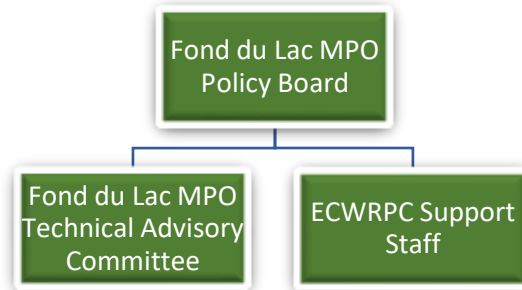 Fond du Lac MPO
Policy Board
Fond du Lac MPO
Technical Advisory
Committee
ECWRPC Support
Staff